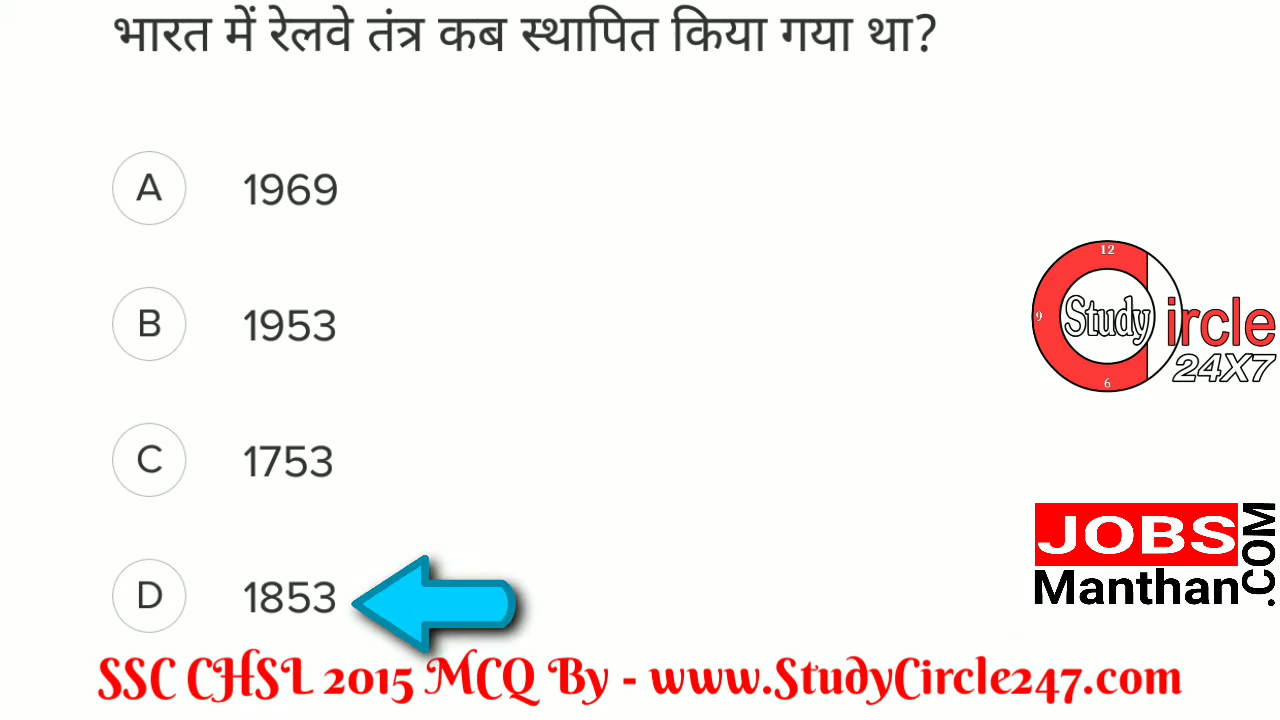 भारत में रेलवे तंत्र कब स्थापित किया गया था?
A 1969
B 1953
C 1753
D 1853
12
9
6
Study Circle
24X7
JOBS
Manthan
.COM
SSC CHSL 2015 MCQ By - www.StudyCircle247.com